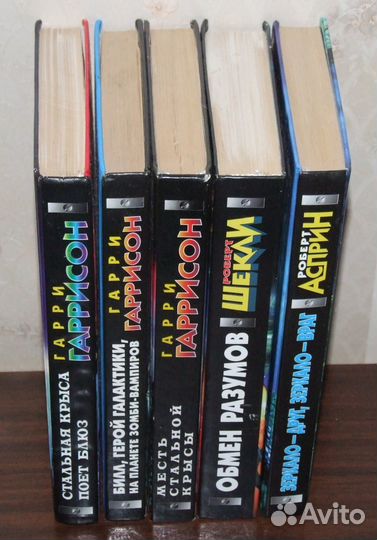 ГАРРИ
ГАРРИСОН
СТАЛЬНАЯ КРЫСА
ПОЕТ БЛЮЗ
ГАРРИ
ГАРРИСОН
БИЛЛ, ГЕРОЙ ГАЛАКТИКИ,
НА ПЛАНЕТЕ ЗОМБИ-ВАМПИРОВ
ГАРРИ
ГАРРИСОН
МЕСТЬ
СТАЛЬНОЙ
КРЫСЫ
РОБЕРТ
ШЕКЛИ
ОБМЕН РАЗУМОВ
РОБЕРТ
АСПРИН
ЗЕРКАЛО — ДРУГ, ЗЕРКАЛО — ВРАГ
Avito